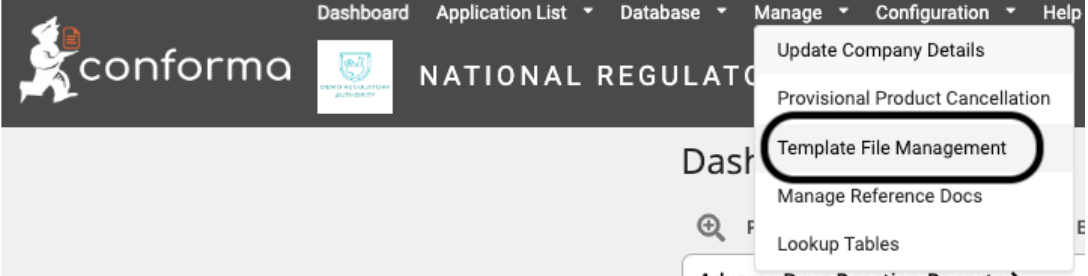 Dashboard Application List Database Manage Configuration Help
Update Company Details
conforma
DEMO REGULATORY
AUTHORITY
NATIONAL REGULATO
Provisional Product Cancellation
Template File Management
Dash
Manage Reference Docs
Lookup Tables